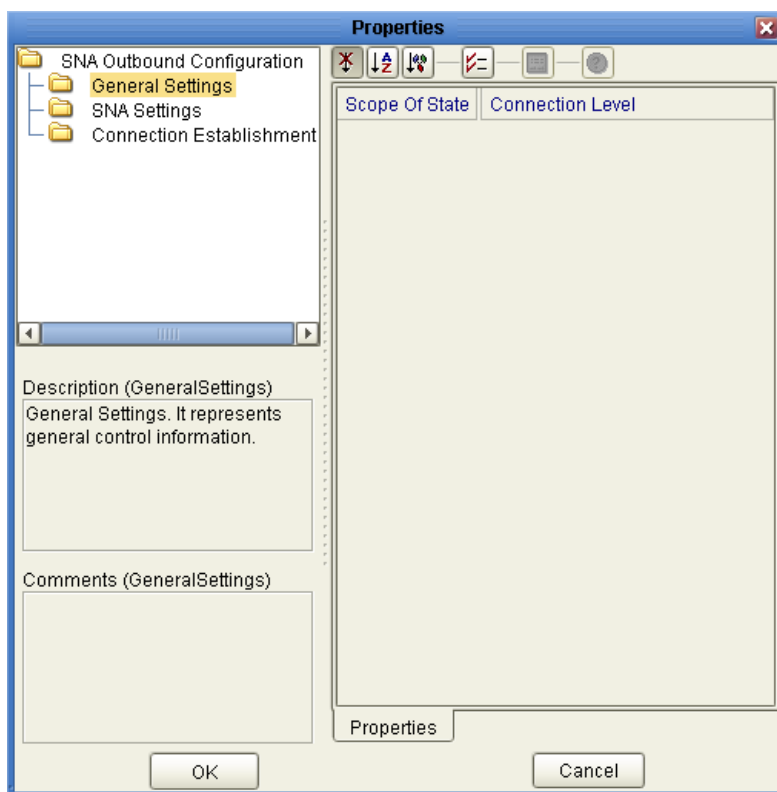 Properties
SNA Outbound Configuration
General Settings
SNA Settings
Connection Establishment
Scope Of State Connection Level
Description (GeneralSettings)
General Settings. It represents
general control information.
Comments (GeneralSettings)
Properties
OK
Cancel